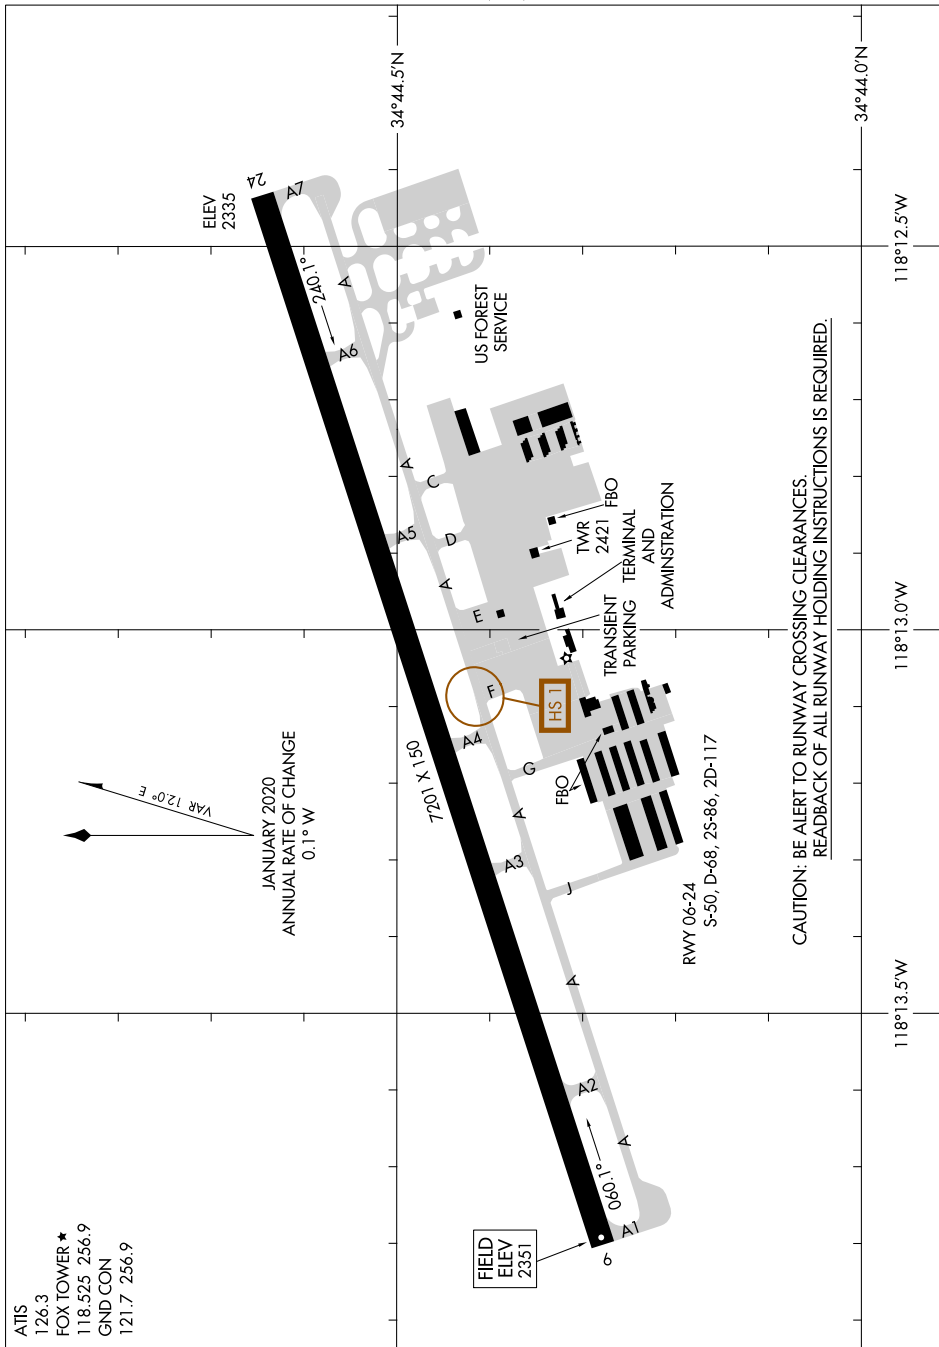 ATIS
126.3
FOX TOWER ★
118.525 256.9
GND CON
121.7 256.9
VAR 12.0° E
JANUARY 2020
ANNUAL RATE OF CHANGE
0.1° W
ELEV
2335
24
34°44.5'N
34°44.0'N
118°12.5'W
118°13.0'W
118°13.5'W
A7
240.1°
A
A6
US FOREST
SERVICE
A
C
A5
D
A
E
FBO
TWR
2421
TERMINAL
AND
ADMINSTRATION
TRANSIENT
PARKING
F
HS 1
A4
7201 X 150
G
FBO
A
A3
J
A
RWY 06-24
S-50, D-68, 2S-86, 2D-117
A2
A
060.1°
A1
6
FIELD
ELEV
2351
CAUTION: BE ALERT TO RUNWAY CROSSING CLEARANCES.
READBACK OF ALL RUNWAY HOLDING INSTRUCTIONS IS REQUIRED.